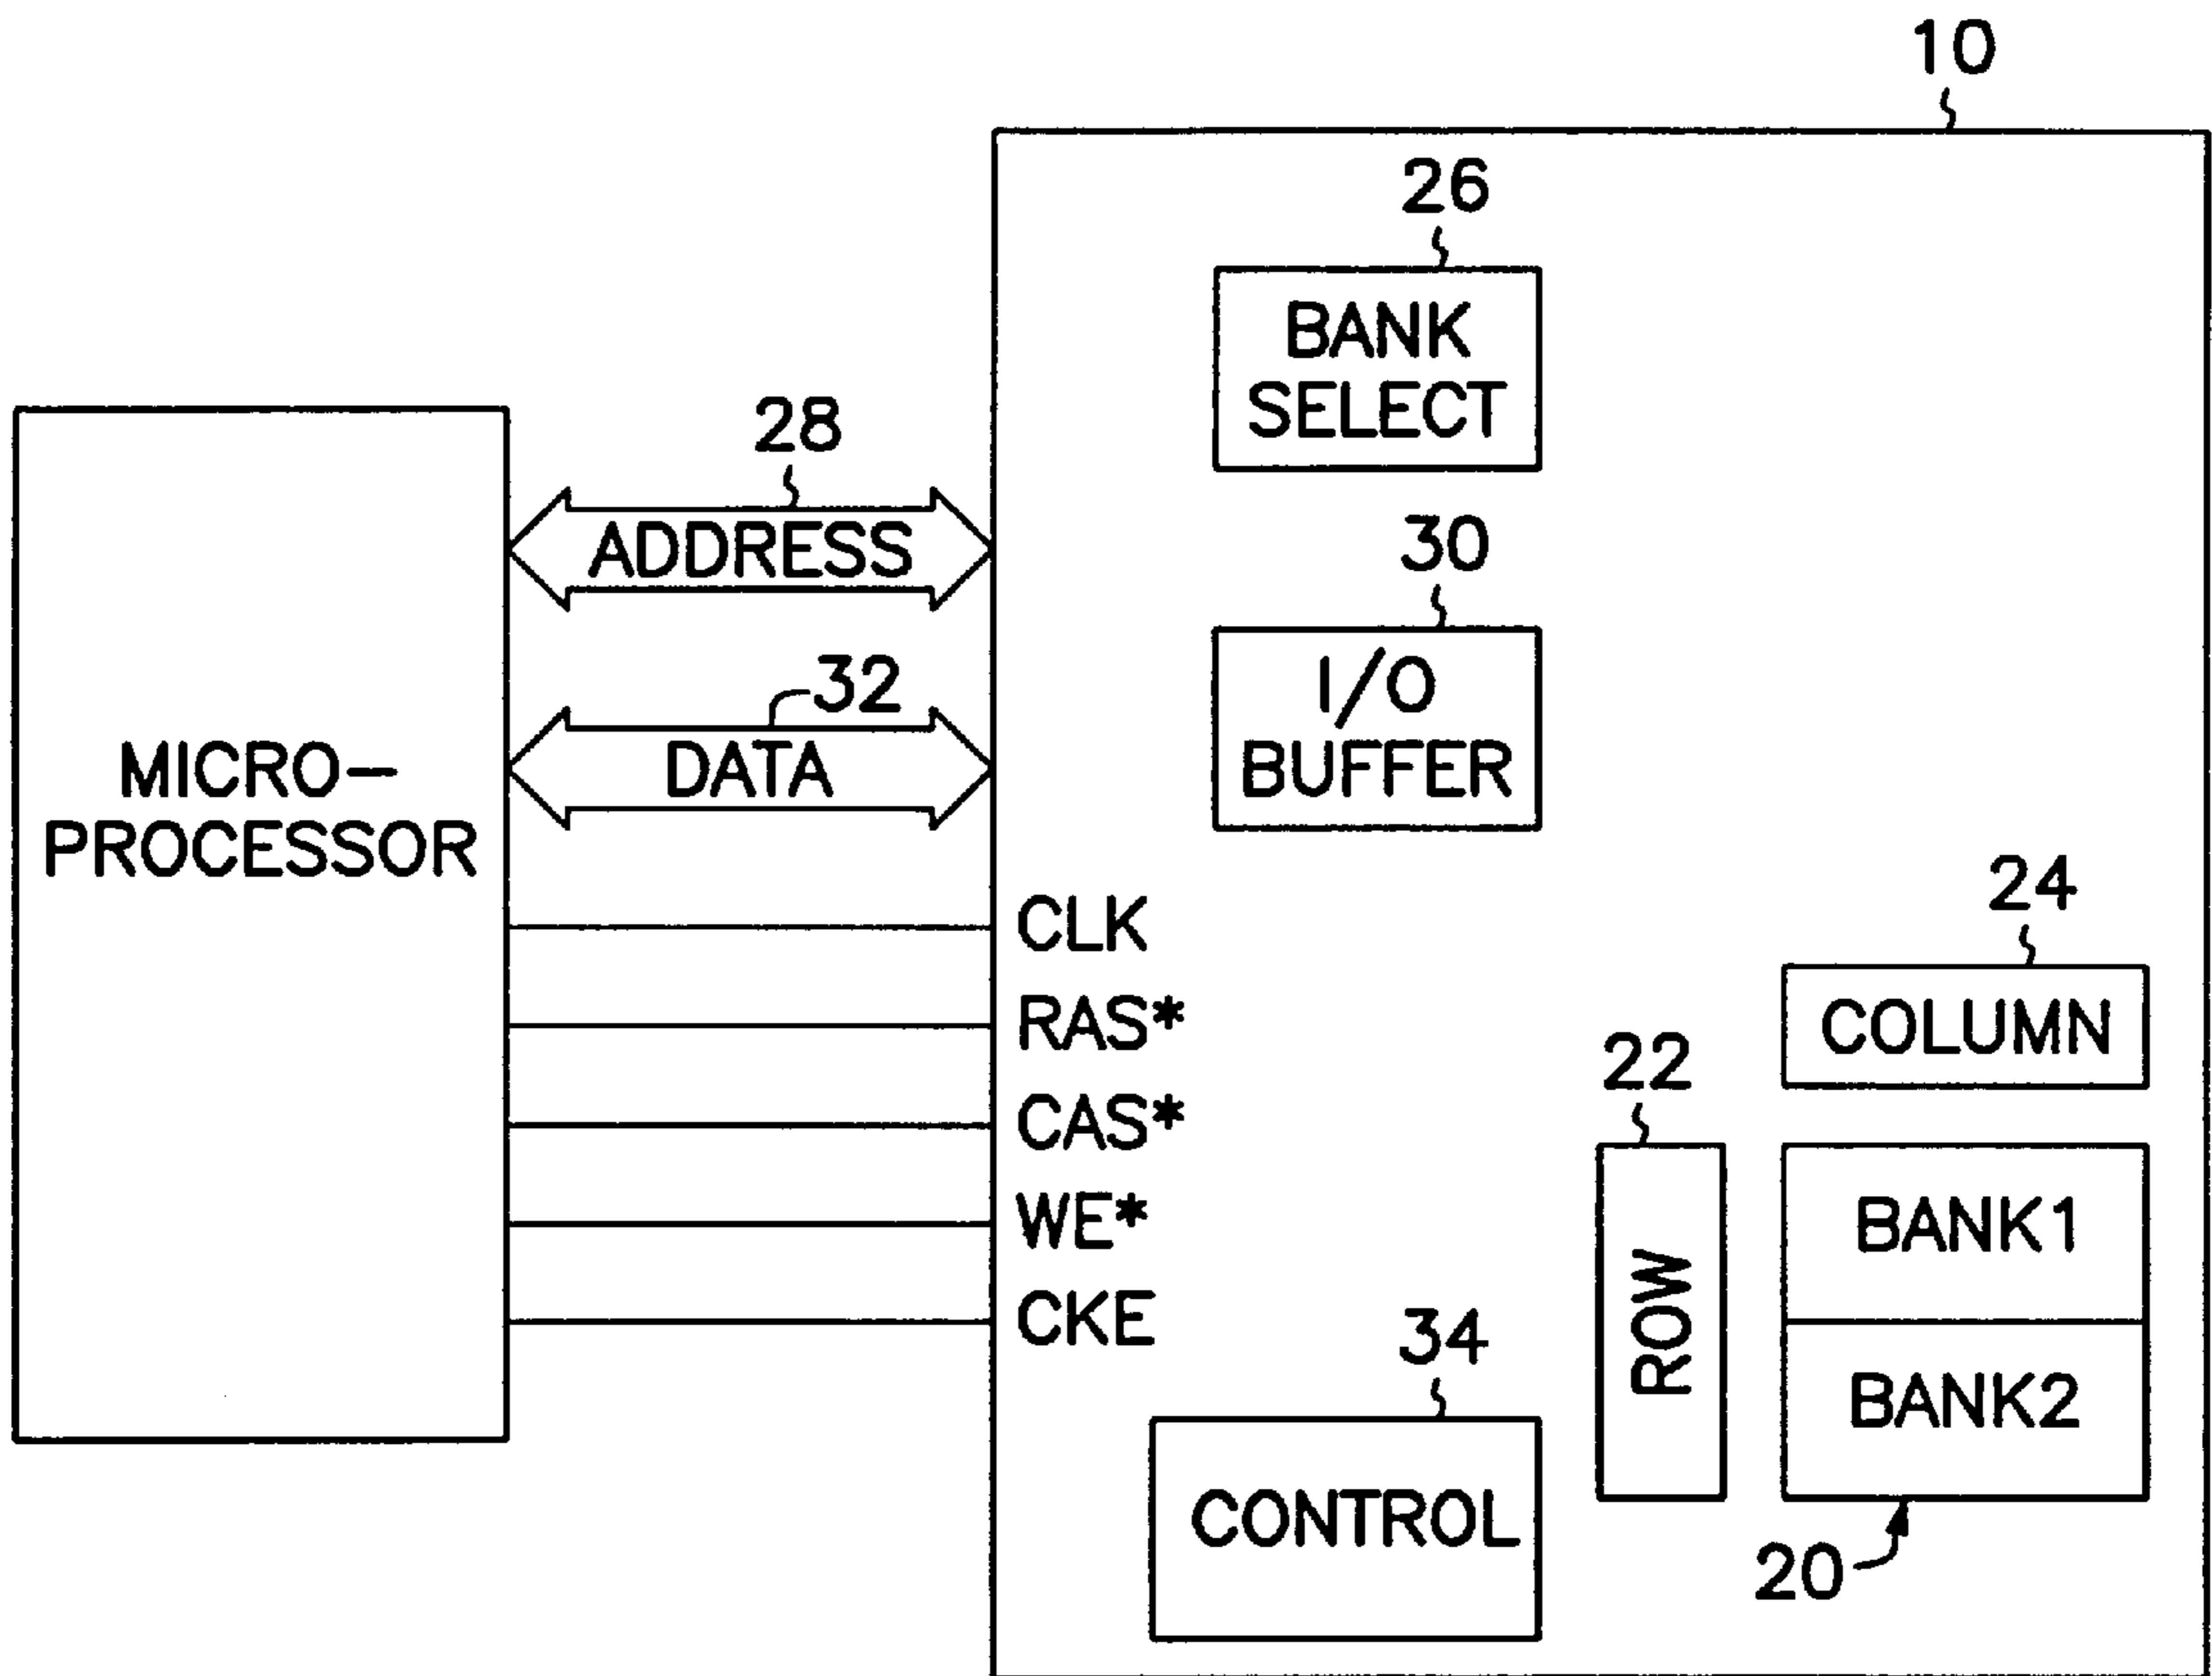 10
26
BANK
SELECT
28
ADDRESS
30
I/O
BUFFER
32
DATA
MICRO-
PROCESSOR
CLK
RAS*
CAS*
WE*
CKE
24
COLUMN
22
ROW
BANK1
BANK2
20
34
CONTROL